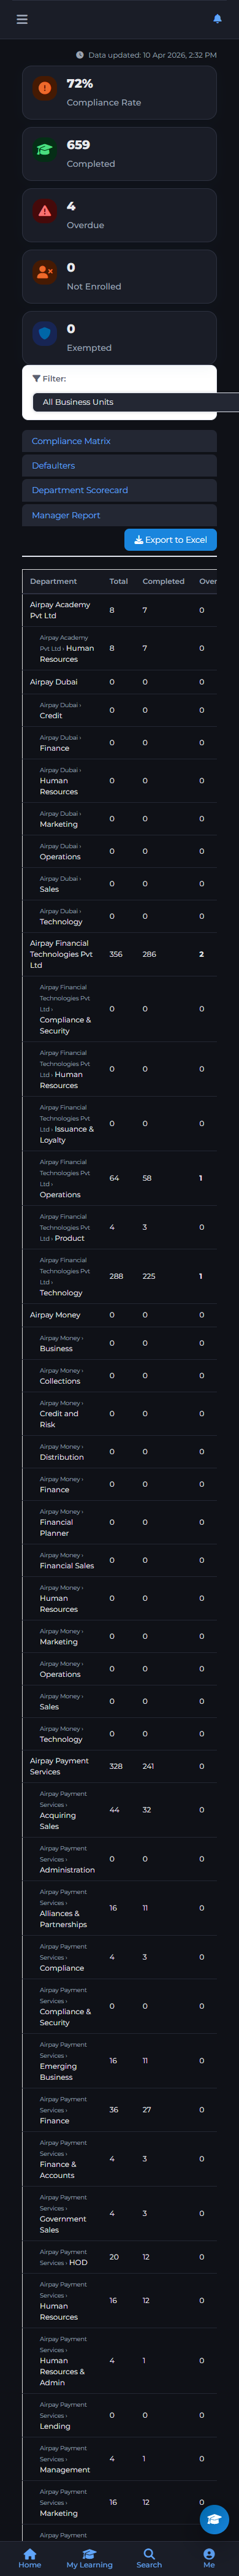 Data updated: 10 Apr 2026, 2:32 PM
72%
Compliance Rate
659
Completed
4
Overdue
0
Not Enrolled
0
Exempted
Filter:
All Business Units
Compliance Matrix
Defaulters
Department Scorecard
Manager Report
Export to Excel
Department Total Completed Over
Airpay Academy
Pvt Ltd 8 7 0
Airpay Academy
Pvt Ltd › Human
Resources 8 7 0
Airpay Dubai 0 0 0
Airpay Dubai ›
Credit 0 0 0
Airpay Dubai ›
Finance 0 0 0
Airpay Dubai ›
Human
Resources 0 0 0
Airpay Dubai ›
Marketing 0 0 0
Airpay Dubai ›
Operations 0 0 0
Airpay Dubai ›
Sales 0 0 0
Airpay Dubai ›
Technology 0 0 0
Airpay Financial
Technologies Pvt
Ltd 356 286 2
Airpay Financial
Technologies Pvt
Ltd ›
Compliance &
Security 0 0 0
Airpay Financial
Technologies Pvt
Ltd › Human
Resources 0 0 0
Airpay Financial
Technologies Pvt
Ltd › Issuance &
Loyalty 0 0 0
Airpay Financial
Technologies Pvt
Ltd ›
Operations 64 58 1
Airpay Financial
Technologies Pvt
Ltd › Product 4 3 0
Airpay Financial
Technologies Pvt
Ltd ›
Technology 288 225 1
Airpay Money 0 0 0
Airpay Money ›
Business 0 0 0
Airpay Money ›
Collections 0 0 0
Airpay Money ›
Credit and
Risk 0 0 0
Airpay Money ›
Distribution 0 0 0
Airpay Money ›
Finance 0 0 0
Airpay Money ›
Financial
Planner 0 0 0
Airpay Money ›
Financial Sales 0 0 0
Airpay Money ›
Human
Resources 0 0 0
Airpay Money ›
Marketing 0 0 0
Airpay Money ›
Operations 0 0 0
Airpay Money ›
Sales 0 0 0
Airpay Money ›
Technology 0 0 0
Airpay Payment
Services 328 241 0
Airpay Payment
Services ›
Acquiring
Sales 44 32 0
Airpay Payment
Services ›
Administration 0 0 0
Airpay Payment
Services ›
Alliances &
Partnerships 16 11 0
Airpay Payment
Services ›
Compliance 4 3 0
Airpay Payment
Services ›
Compliance &
Security 0 0 0
Airpay Payment
Services ›
Emerging
Business 16 11 0
Airpay Payment
Services ›
Finance 36 27 0
Airpay Payment
Services ›
Finance &
Accounts 4 3 0
Airpay Payment
Services ›
Government
Sales 4 3 0
Airpay Payment
Services › HOD 20 12 0
Airpay Payment
Services ›
Human
Resources 16 12 0
Airpay Payment
Services ›
Human
Resources &
Admin 4 1 0
Airpay Payment
Services ›
Lending 0 0 0
Airpay Payment
Services ›
Management 4 1 0
Airpay Payment
Services ›
Marketing 16 12 0
Airpay Payment
Home My Learning Search Me